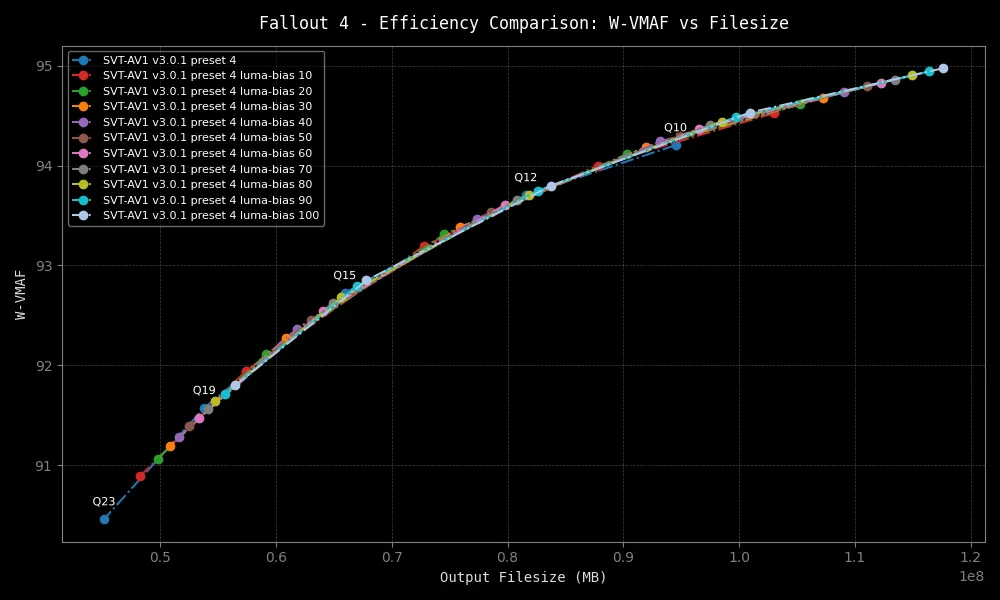 Fallout 4 - Efficiency Comparison: W-VMAF vs Filesize
SVT-AV1 v3.0.1 preset 4
SVT-AV1 v3.0.1 preset 4 luma-bias 10
SVT-AV1 v3.0.1 preset 4 luma-bias 20
SVT-AV1 v3.0.1 preset 4 luma-bias 30
SVT-AV1 v3.0.1 preset 4 luma-bias 40
SVT-AV1 v3.0.1 preset 4 luma-bias 50
SVT-AV1 v3.0.1 preset 4 luma-bias 60
SVT-AV1 v3.0.1 preset 4 luma-bias 70
SVT-AV1 v3.0.1 preset 4 luma-bias 80
SVT-AV1 v3.0.1 preset 4 luma-bias 90
SVT-AV1 v3.0.1 preset 4 luma-bias 100
95
94
93
92
91
W-VMAF
Q10
Q12
Q15
Q19
Q23
0.5 0.6 0.7 0.8 0.9 1.0 1.1 1.2
1e8
Output Filesize (MB)